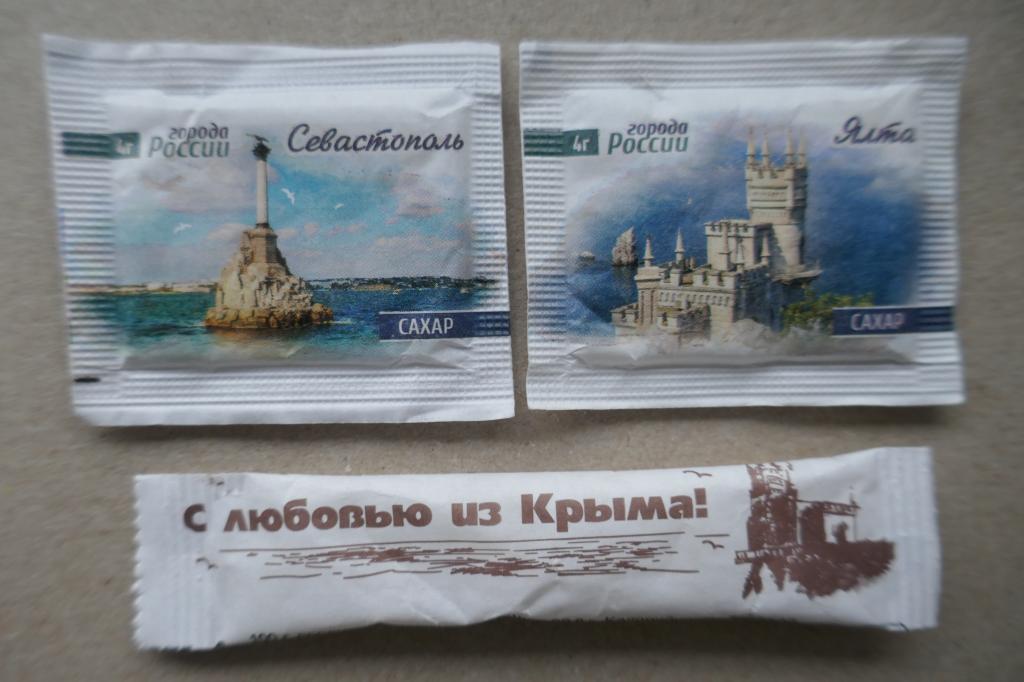 4г
города
России
Севастополь
САХАР
4г
города
России
Ялта
САХАР
С любовью из Крыма!